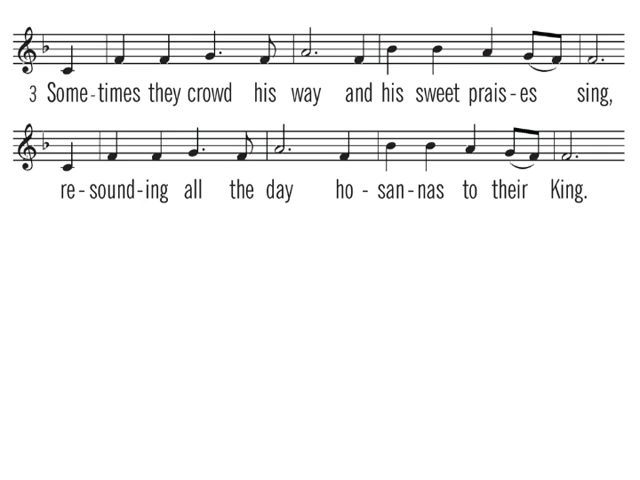 3 Some-times they crowd his way and his sweet prais-es sing,
re-sound-ing all the day ho-san-nas to their King.